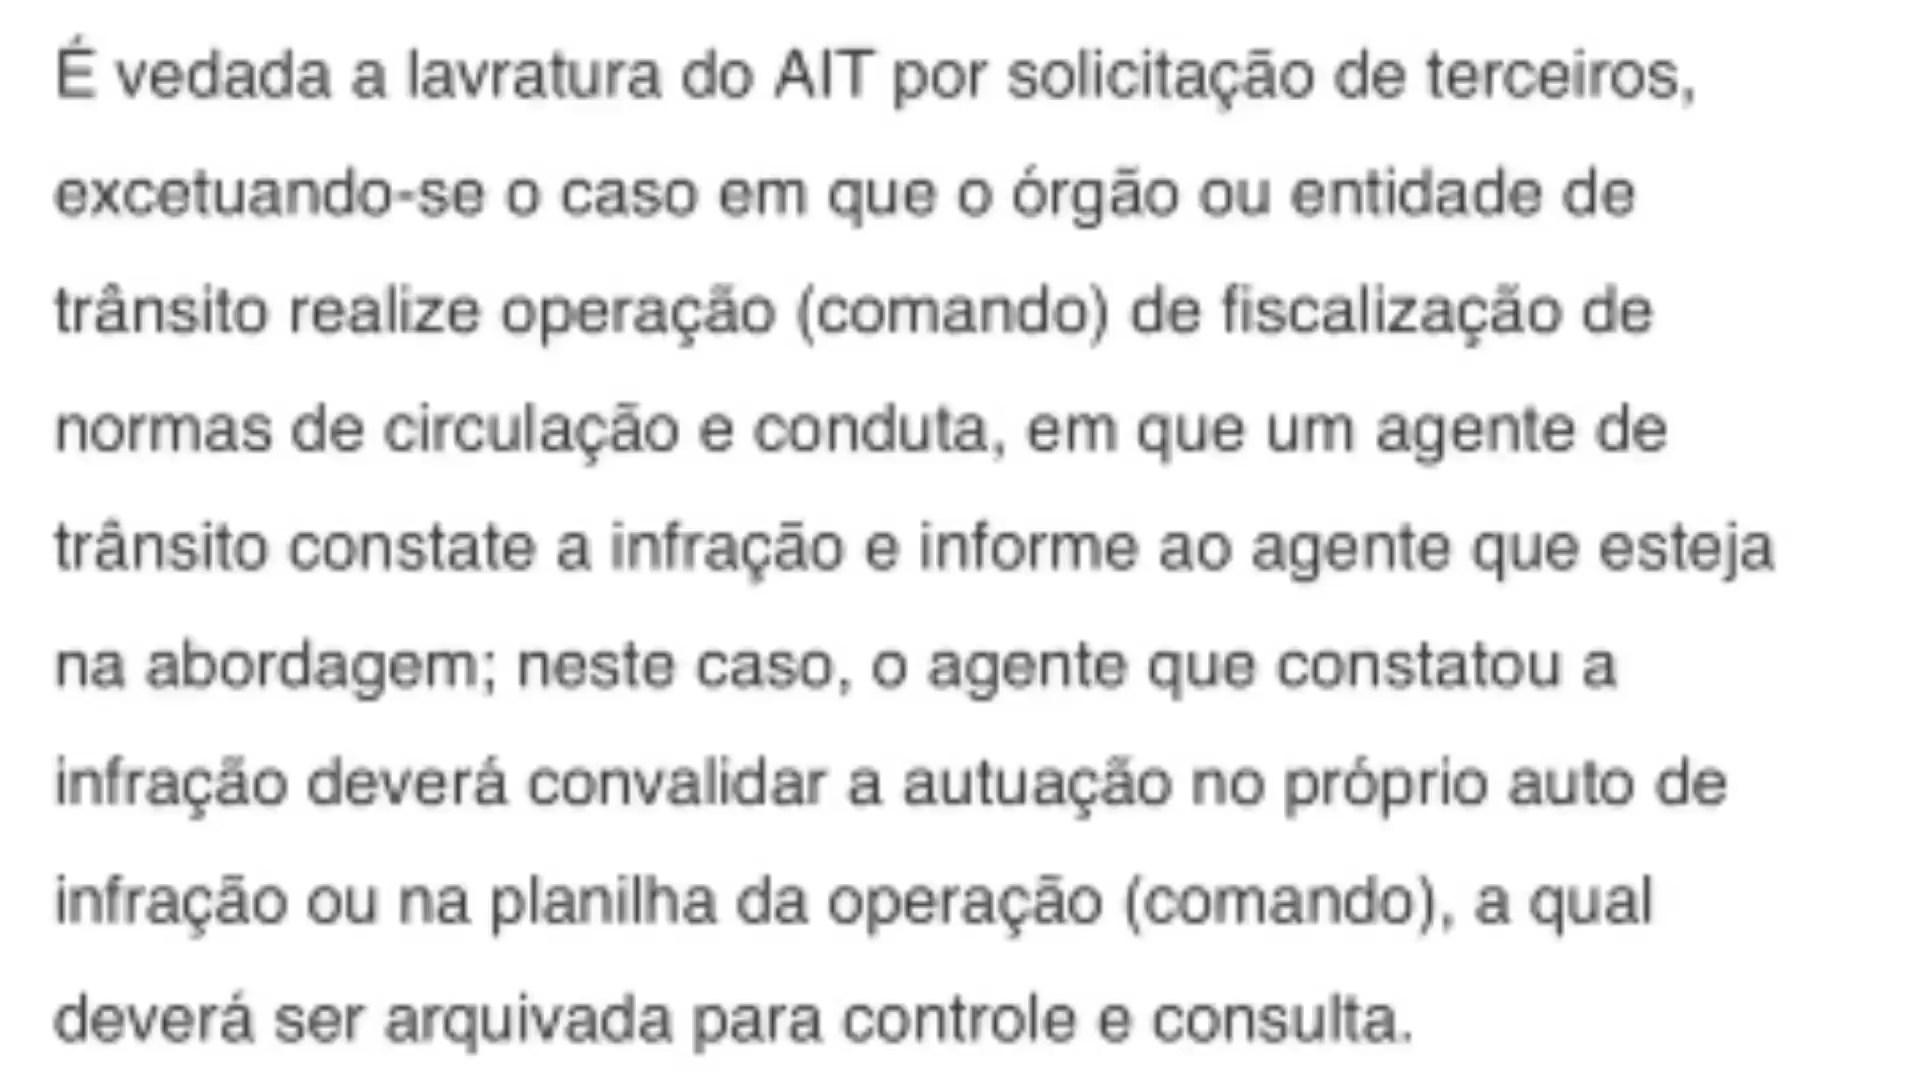 É vedada a lavratura do AIT por solicitação de terceiros,
excetuando-se o caso em que o órgão ou entidade de
trânsito realize operação (comando) de fiscalização de
normas de circulação e conduta, em que um agente de
trânsito constate a infração e informe ao agente que esteja
na abordagem; neste caso, o agente que constatou a
infração deverá convalidar a autuação no próprio auto de
infração ou na planilha da operação (comando), a qual
deverá ser arquivada para controle e consulta.